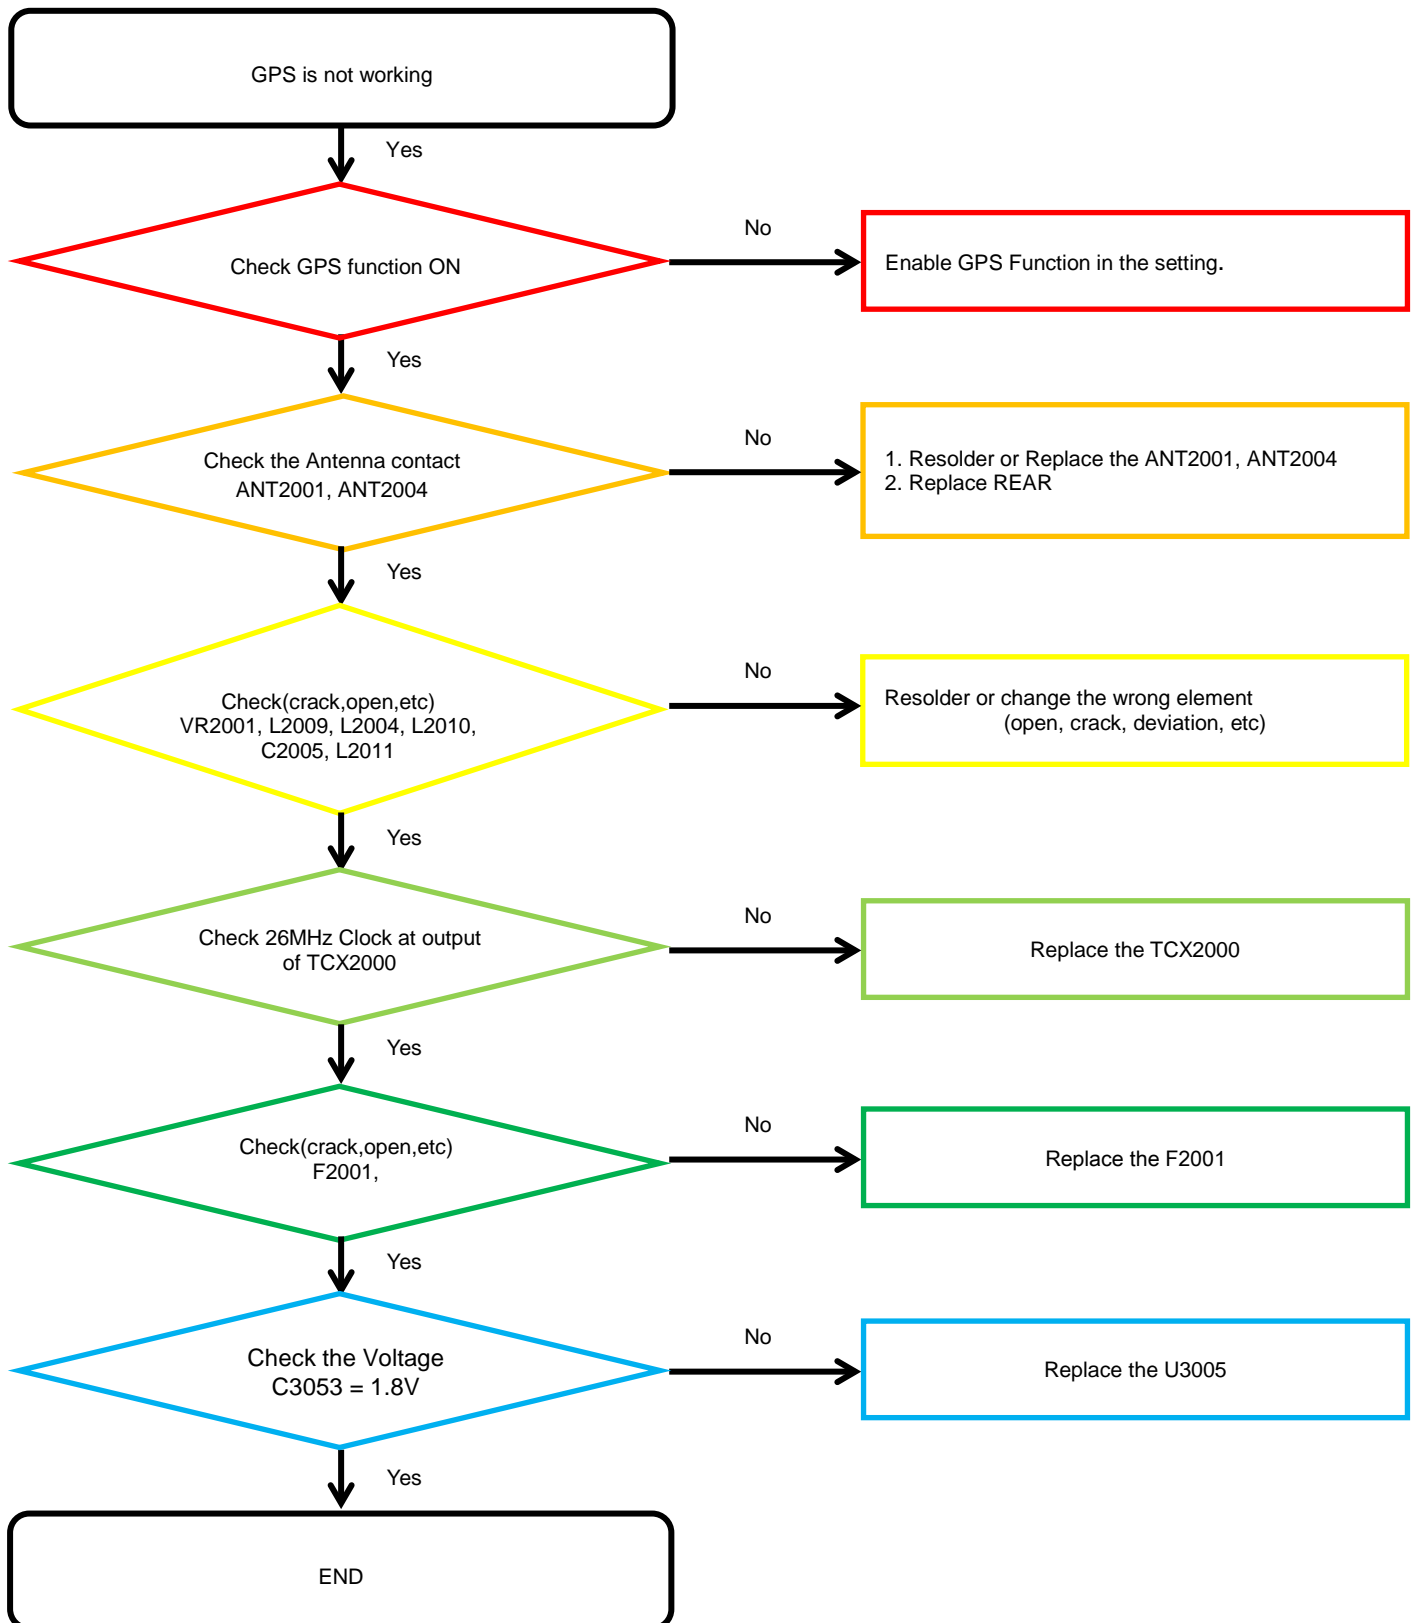 GPS is not working
Yes
Check GPS function ON
No
Enable GPS Function in the setting.
Yes
Check the Antenna contact
ANT2001, ANT2004
No
1. Resolder or Replace the ANT2001, ANT2004
2. Replace REAR
Yes
Check(crack,open,etc)
VR2001, L2009, L2004, L2010,
C2005, L2011
No
Resolder or change the wrong element
(open, crack, deviation, etc)
Yes
Check 26MHz Clock at output
of TCX2000
No
Replace the TCX2000
Yes
Check(crack,open,etc)
F2001,
No
Replace the F2001
Yes
Check the Voltage
C3053 = 1.8V
No
Replace the U3005
Yes
END